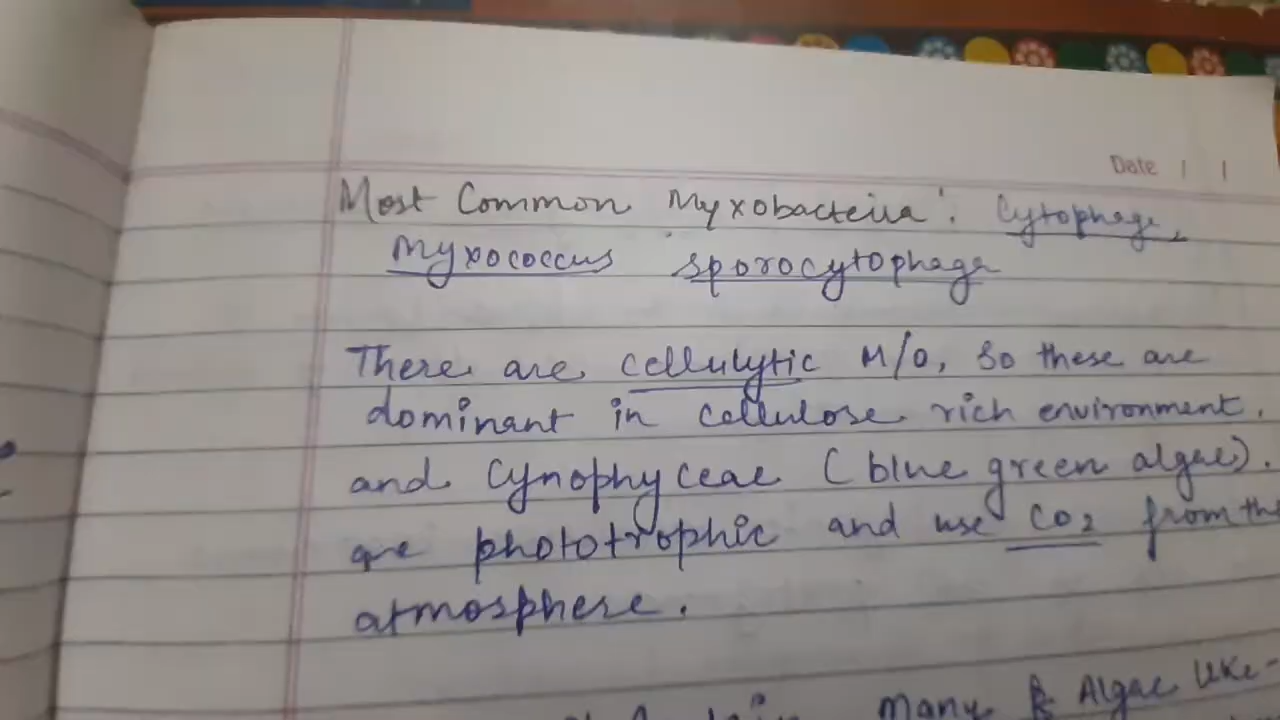 Date / /
Most Common Myxobacteria: Cytophage,
Myxococcus sporocytophaga
There are cellulytic M/O, so these are
dominant in cellulose rich environment.
and Cynophyceae (blue green algae).
are phototrophic and use CO2 from the
atmosphere.
many & Algae like-